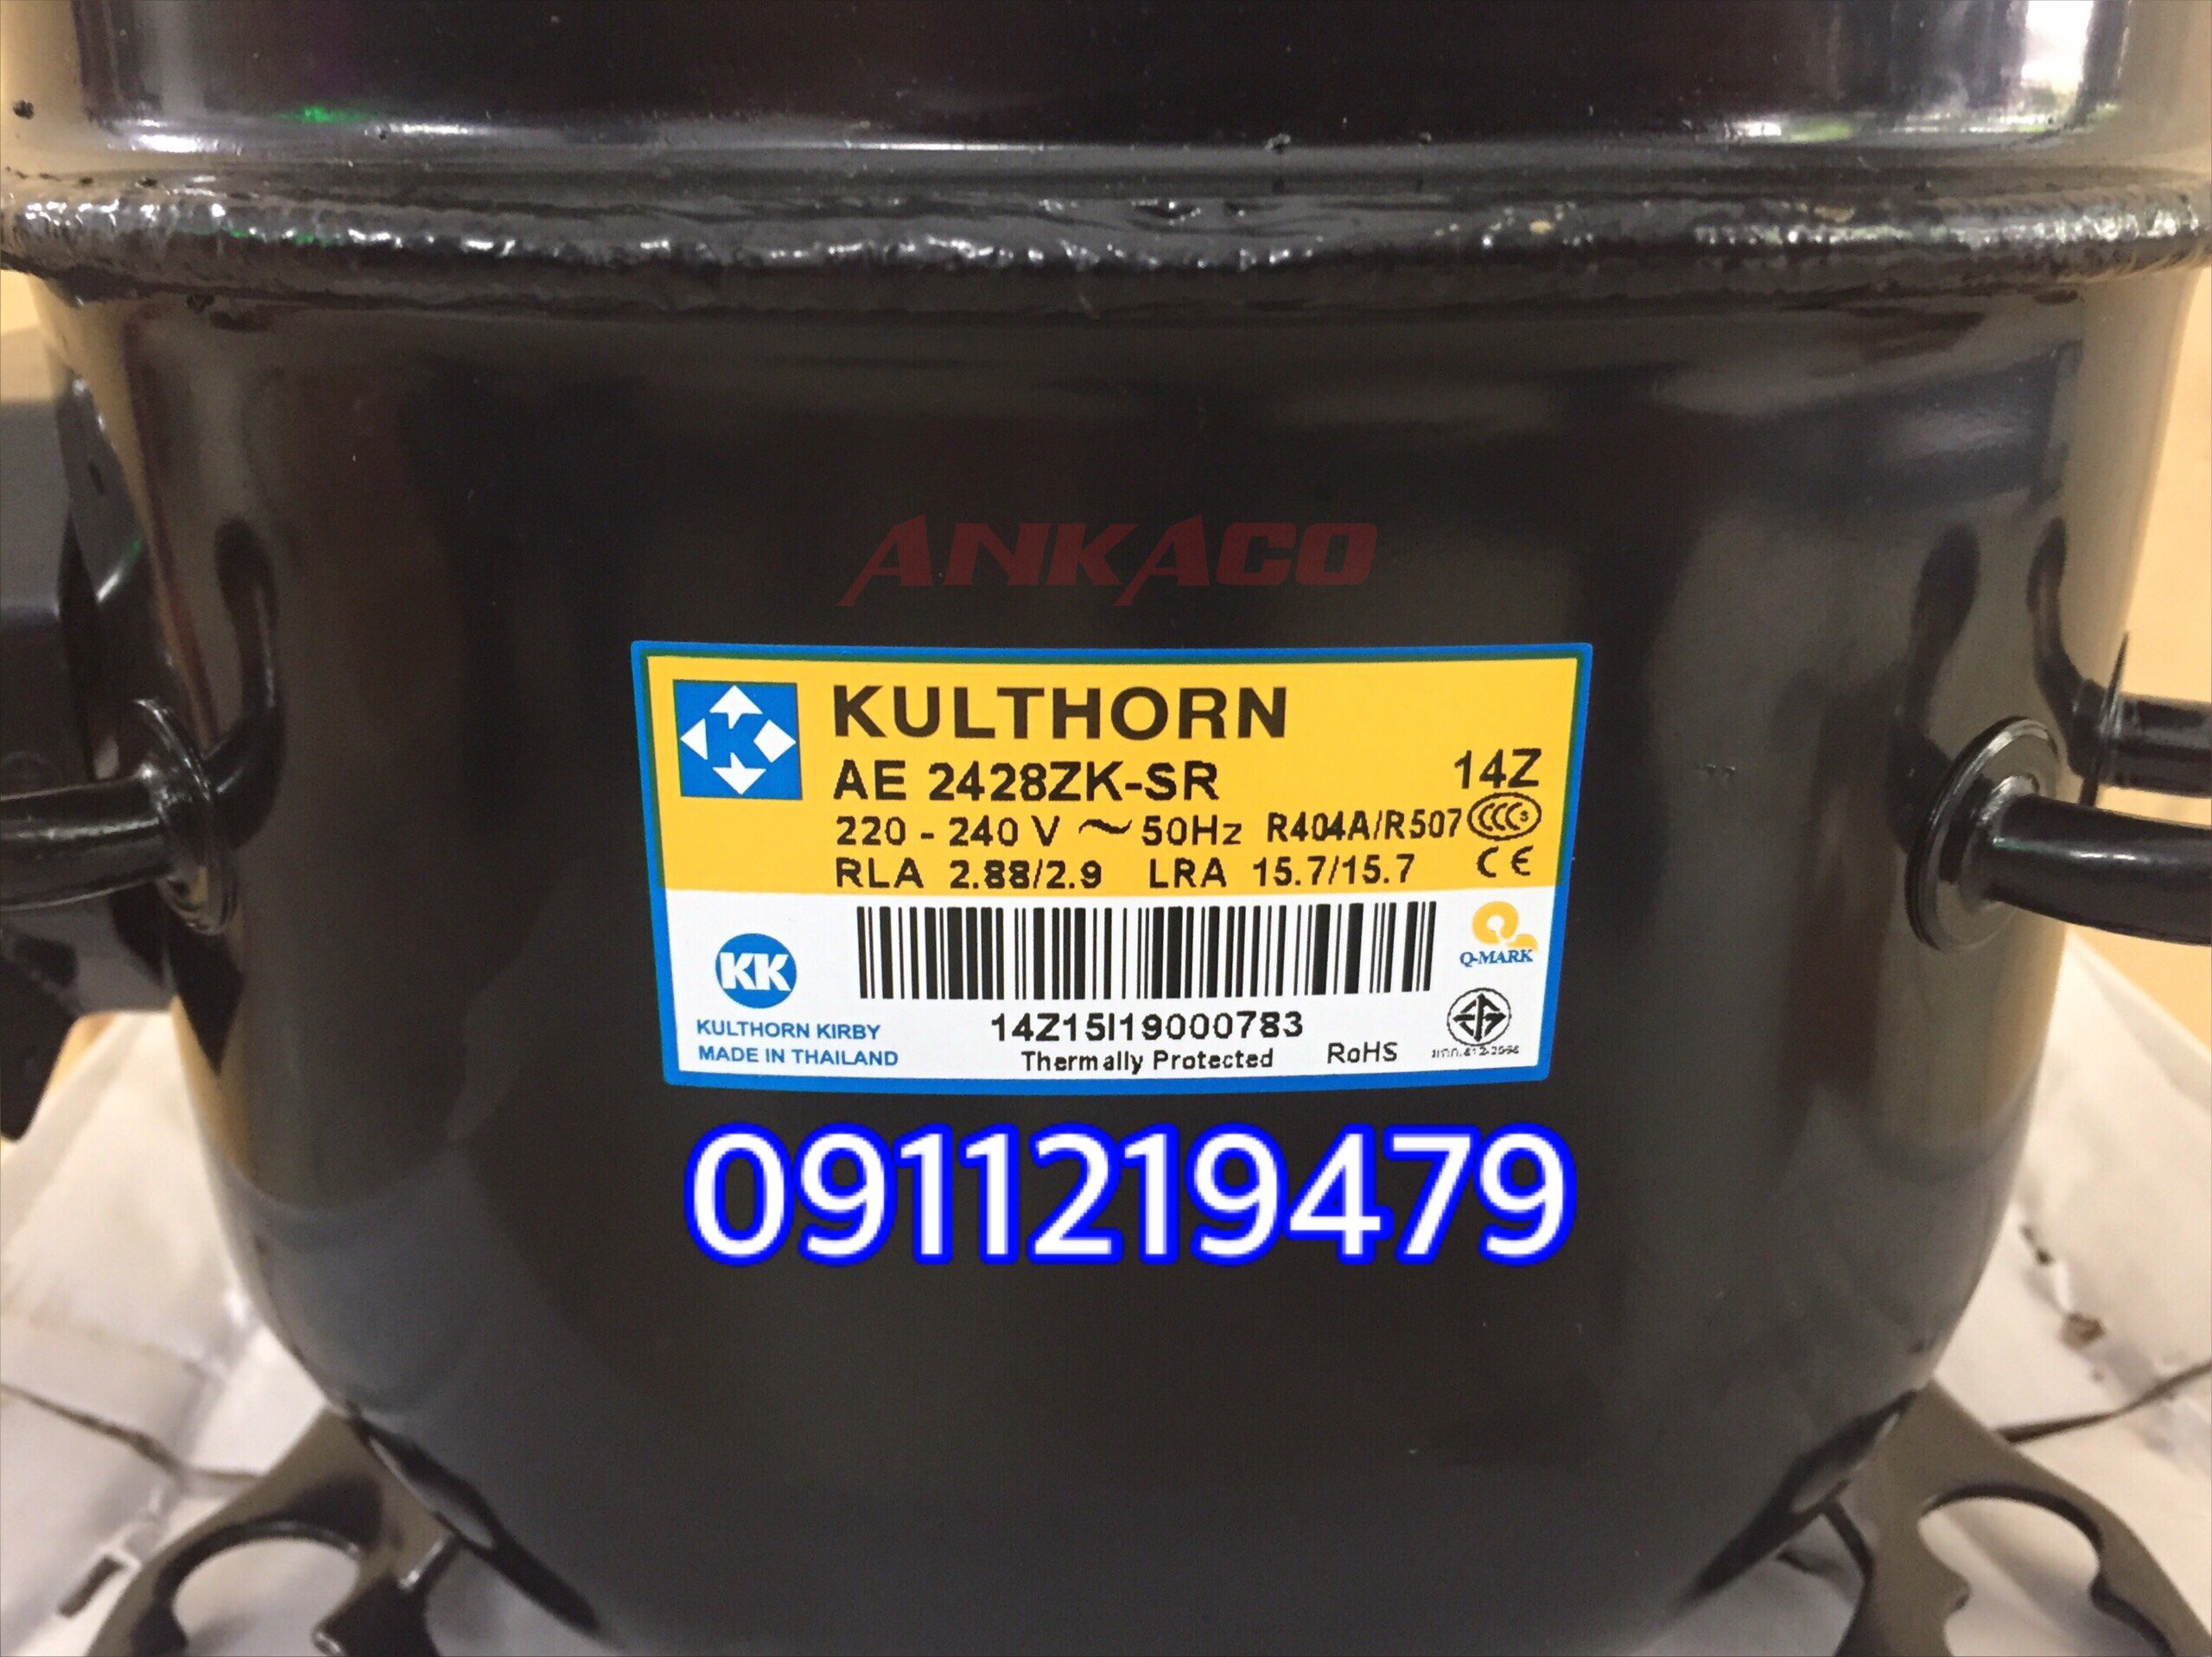 ANKACO
KULTHORN
AE 2428ZK-SR 14Z
220 - 240 V ~ 50Hz R404A/R507
RLA 2.88/2.9 LRA 15.7/15.7 CE
KK
Q-MARK
KULTHORN KIRBY
MADE IN THAILAND
14Z15I19000783
Thermally Protected RoHS
0911219479